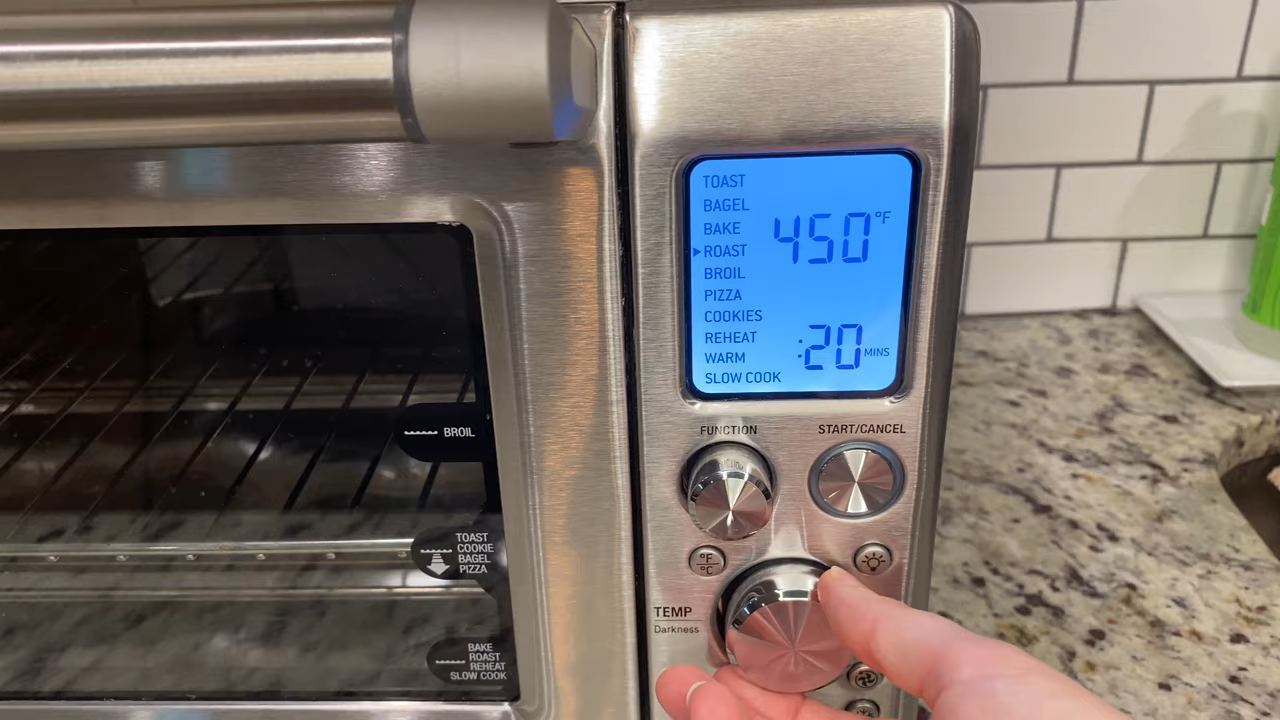 TOAST
BAGEL
BAKE
ROAST
BROIL
PIZZA
COOKIES
REHEAT
WARM
SLOW COOK
450°F
:20 MINS
FUNCTION
START/CANCEL
°F
°C
TEMP
Darkness
BROIL
TOAST
COOKIE
BAGEL
PIZZA
BAKE
ROAST
REHEAT
SLOW COOK